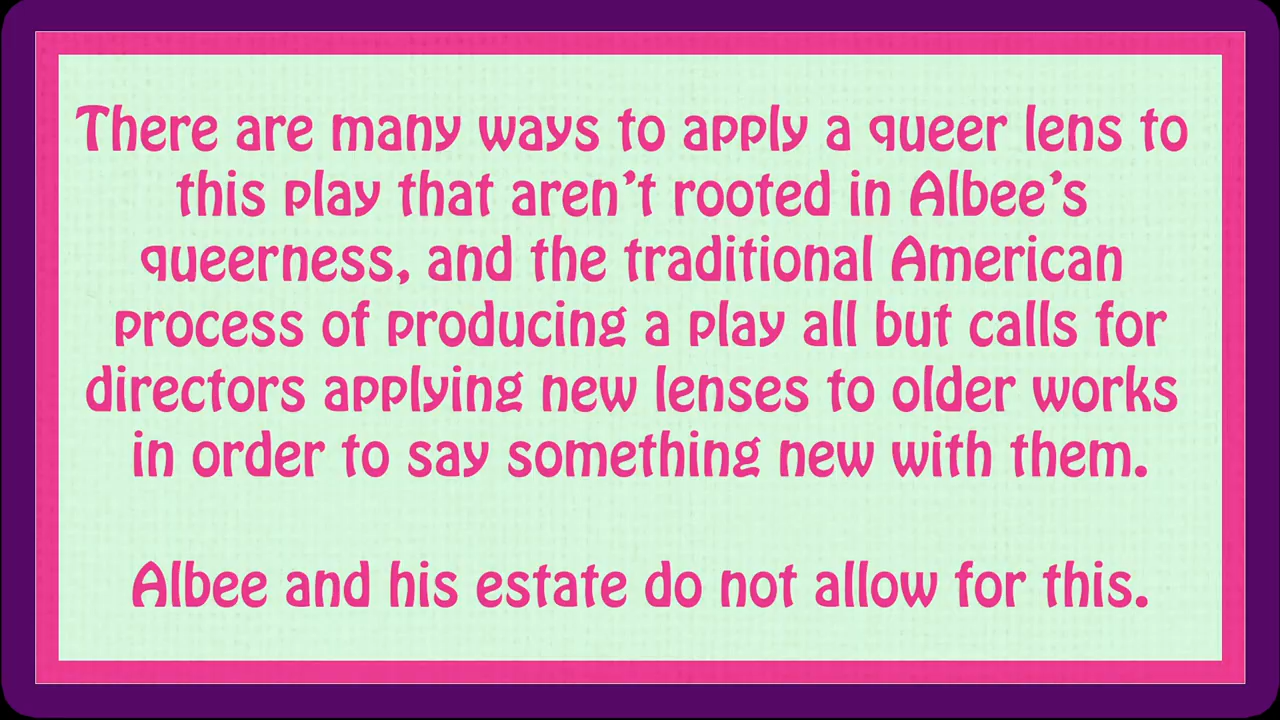 There are many ways to apply a queer lens to
this play that aren’t rooted in Albee’s
queerness, and the traditional American
process of producing a play all but calls for
directors applying new lenses to older works
in order to say something new with them.
Albee and his estate do not allow for this.